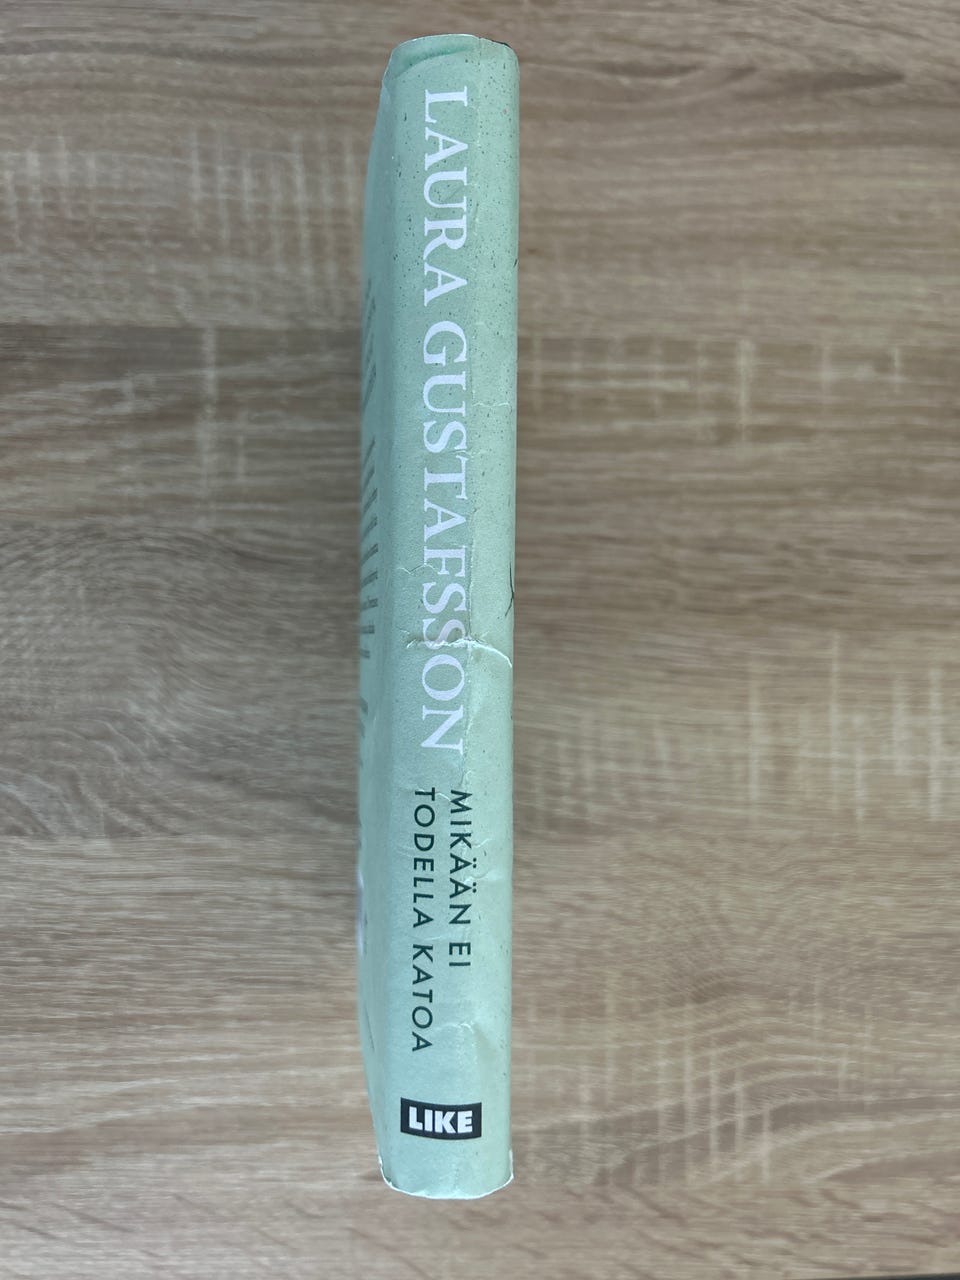 LAURA GUSTAFSSON
MIKÄÄN EI
TODELLA KATOA
LIKE